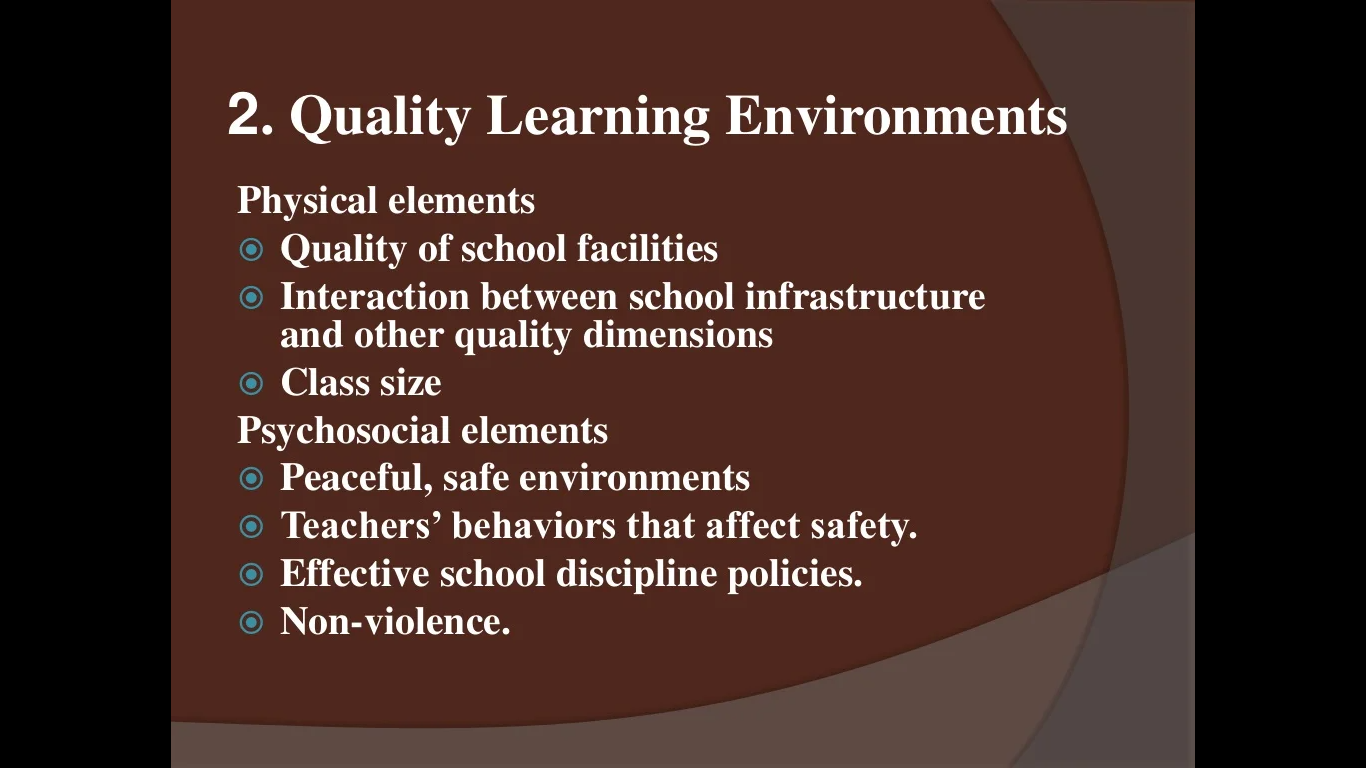 2. Quality Learning Environments
Physical elements
Quality of school facilities
Interaction between school infrastructure
and other quality dimensions
Class size
Psychosocial elements
Peaceful, safe environments
Teachers’ behaviors that affect safety.
Effective school discipline policies.
Non-violence.